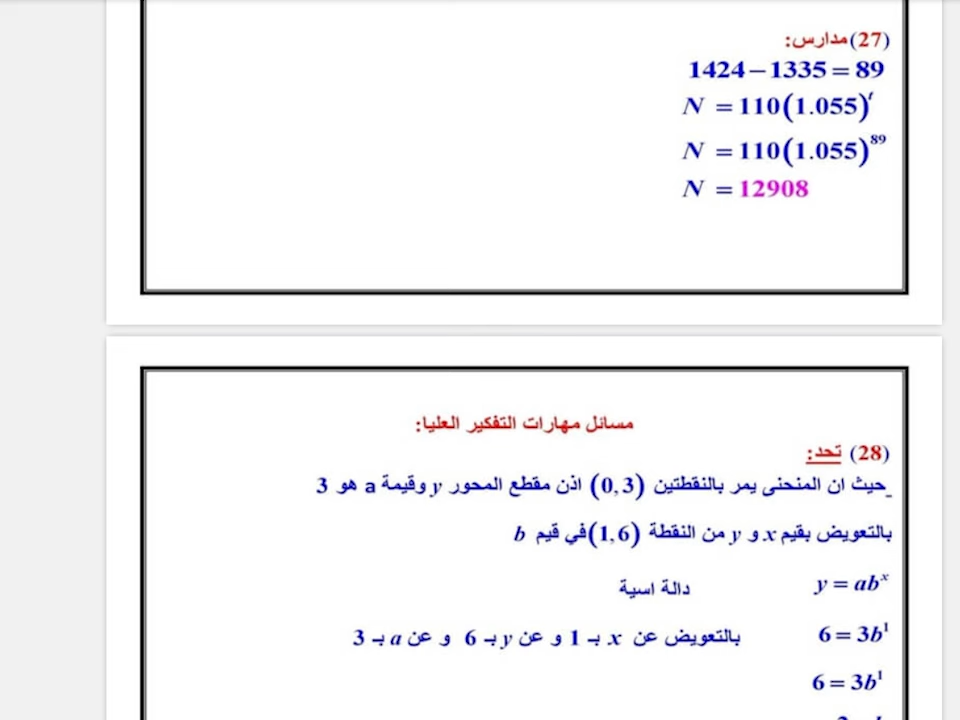 (27) مدارس:
1424 – 1335 = 89
N = 110(1.055)^t
N = 110(1.055)^89
N = 12908
مسائل مهارات التفكير العليا:
(28) تحد:
حيث ان المنحنى يمر بالنقطتين (0,3) اذن مقطع المحور y وقيمة a هو 3
بالتعويض بقيم x و y من النقطة (1,6) في قيم b
y = ab^x دالة اسية
6 = 3b^1 بالتعويض عن x بـ 1 و عن y بـ 6 و عن a بـ 3
6 = 3b^1